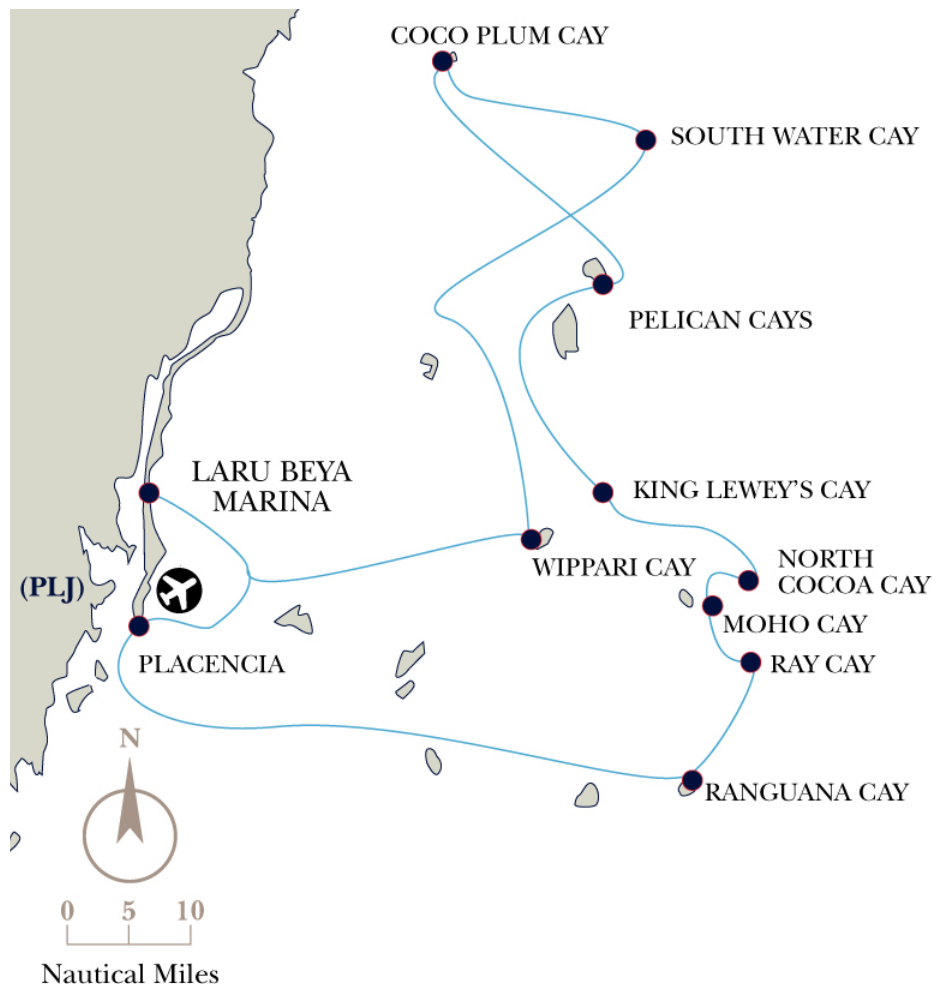 COCO PLUM CAY
SOUTH WATER CAY
PELICAN CAYS
LARU BEYA
MARINA
KING LEWEY'S CAY
WIPPARI CAY
NORTH
COCOA CAY
(PLJ)
MOHO CAY
PLACENCIA
RAY CAY
N
RANGUANA CAY
0 5 10
Nautical Miles